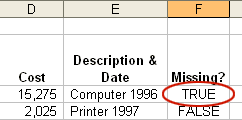 D E F
Description &
Cost Date Missing?
15,275 Computer 1996 TRUE
2,025 Printer 1997 FALSE